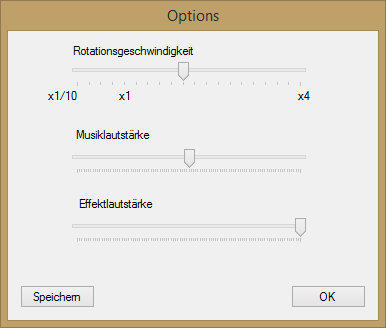 Options
Rotationsgeschwindigkeit
x1/10 x1 x4
Musiklautstärke
Effektlautstärke
Speichern OK